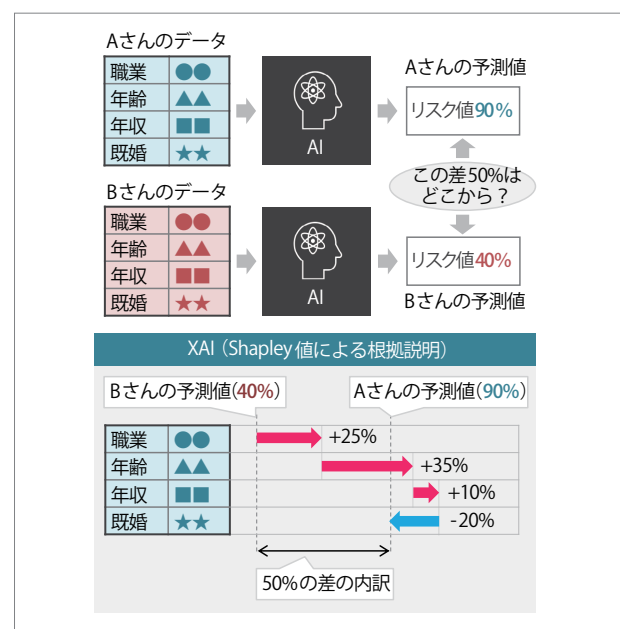 Aさんのデータ
職業 ●●
年齢 ▲▲
年収 ■■
既婚 ★★
AI
Aさんの予測値
リスク値90%
この差50%は
どこから？
Bさんのデータ
職業 ●●
年齢 ▲▲
年収 ■■
既婚 ★★
AI
リスク値40%
Bさんの予測値
XAI（Shapley値による根拠説明）
Bさんの予測値(40%)
Aさんの予測値(90%)
職業 ●● +25%
年齢 ▲▲ +35%
年収 ■■ +10%
既婚 ★★ -20%
50%の差の内訳